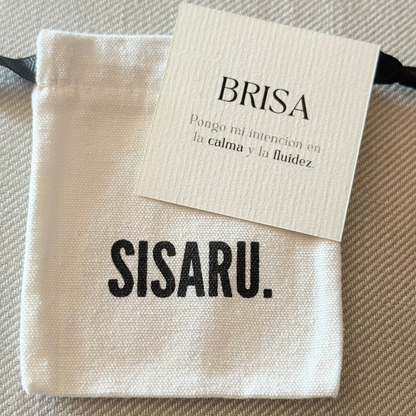 BRISA
Pongo mi intencion en
la calma y la fluidez.
SISARU.